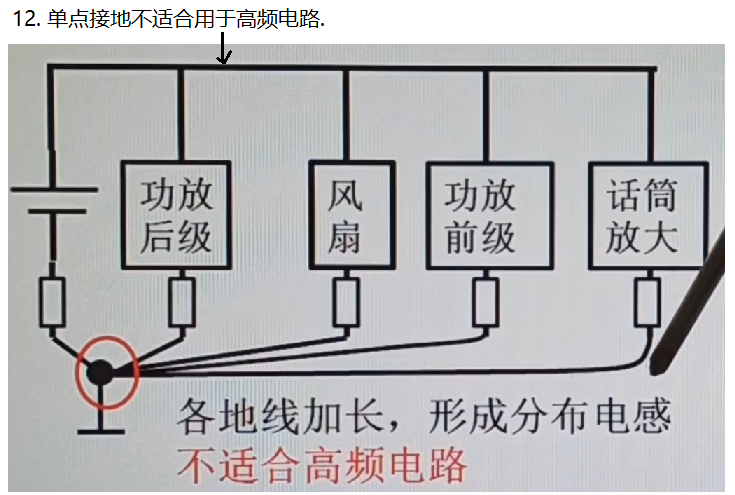 12. 单点接地不适合用于高频电路.
功放
后级
风
扇
功放
前级
话筒
放大
各地线加长，形成分布电感
不适合高频电路